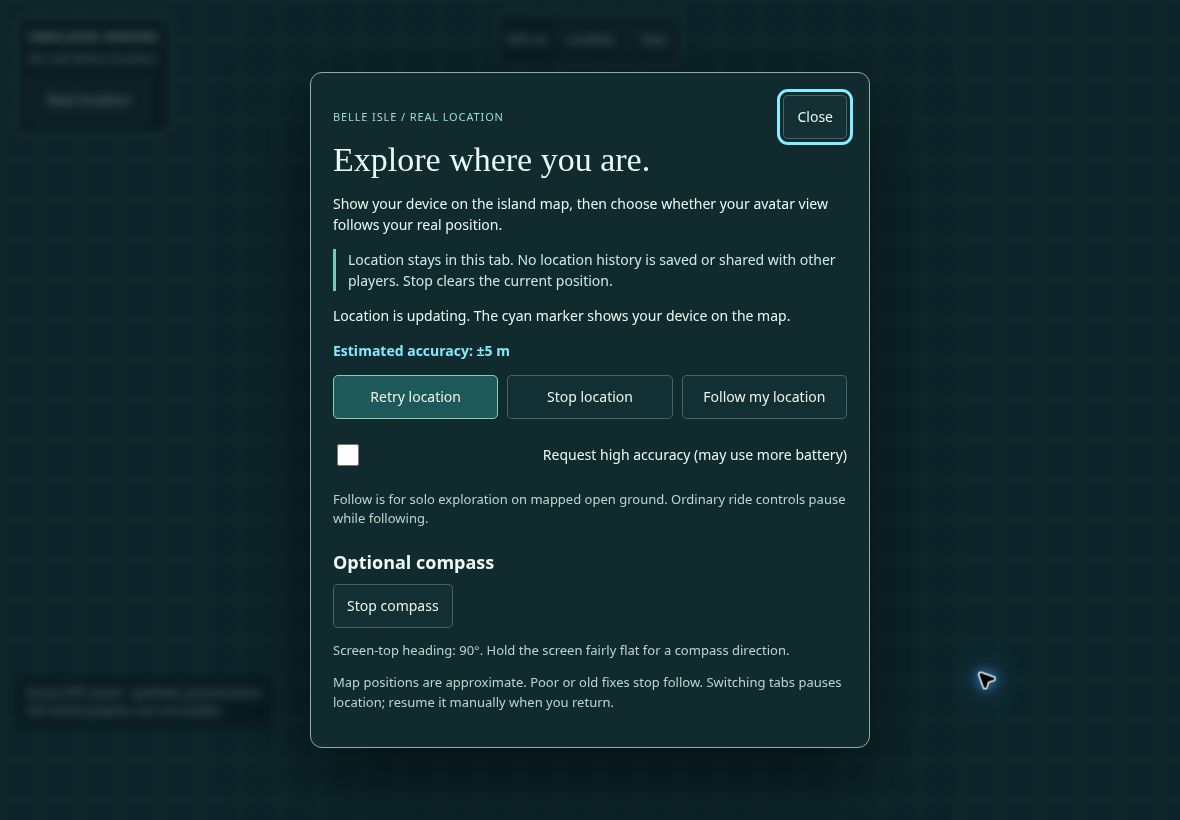 BELLE ISLE / REAL LOCATION
Close
Explore where you are.
Show your device on the island map, then choose whether your avatar view
follows your real position.
Location stays in this tab. No location history is saved or shared with other
players. Stop clears the current position.
Location is updating. The cyan marker shows your device on the map.
Estimated accuracy: ±5 m
Retry location
Stop location
Follow my location
Request high accuracy (may use more battery)
Follow is for solo exploration on mapped open ground. Ordinary ride controls pause
while following.
Optional compass
Stop compass
Screen-top heading: 90°. Hold the screen fairly flat for a compass direction.
Map positions are approximate. Poor or old fixes stop follow. Switching tabs pauses
location; resume it manually when you return.